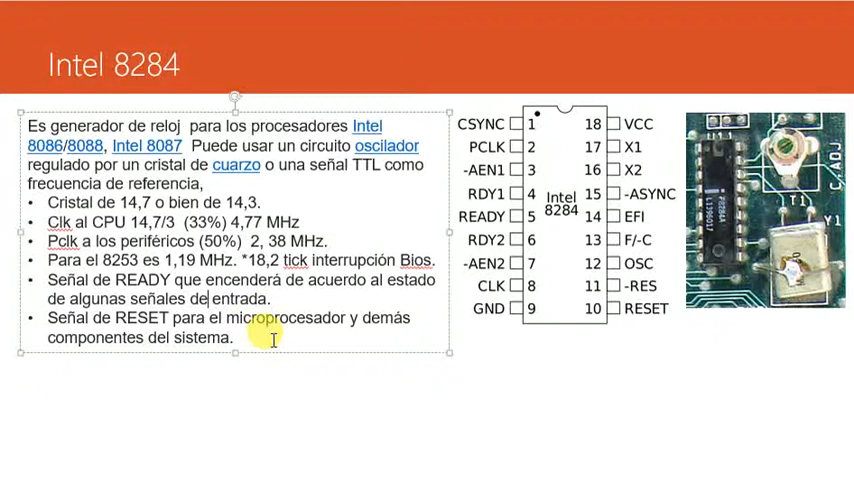 Intel 8284
Es generador de reloj para los procesadores Intel
8086/8088, Intel 8087 Puede usar un circuito oscilador
regulado por un cristal de cuarzo o una señal TTL como
frecuencia de referencia,
• Cristal de 14,7 o bien de 14,3.
• Clk al CPU 14,7/3 (33%) 4,77 MHz
• Pclk a los periféricos (50%) 2, 38 MHz.
• Para el 8253 es 1,19 MHz. *18,2 tick interrupción Bios.
• Señal de READY que encenderá de acuerdo al estado
de algunas señales de entrada.
• Señal de RESET para el microprocesador y demás
componentes del sistema.
CSYNC 1 18 VCC
PCLK 2 17 X1
-AEN1 3 16 X2
RDY1 4 15 -ASYNC
READY 5 14 EFI
RDY2 6 13 F/-C
-AEN2 7 12 OSC
CLK 8 11 -RES
GND 9 10 RESET
Intel
8284
C.ADJ
T1
Y1